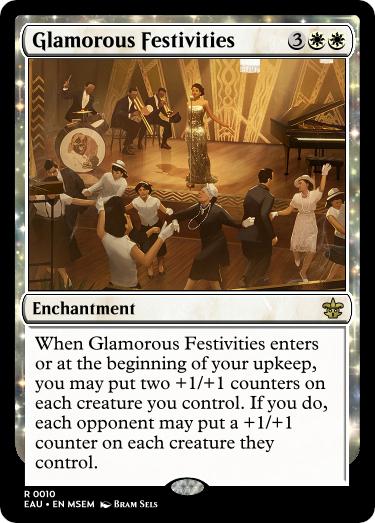 Glamorous Festivities 3
Enchantment
When Glamorous Festivities enters
or at the beginning of your upkeep,
you may put two +1/+1 counters on
each creature you control. If you do,
each opponent may put a +1/+1
counter on each creature they
control.
R 0010
EAU • EN MSEM Bram Sels